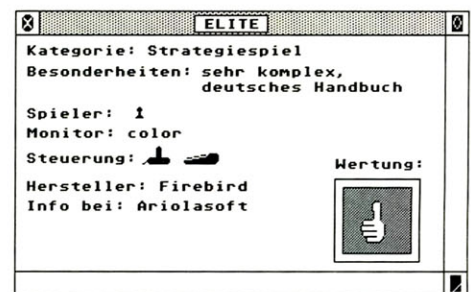 ELITE
Kategorie: Strategiespiel
Besonderheiten: sehr komplex,
deutsches Handbuch
Spieler: 1
Monitor: color
Steuerung:
Wertung:
Hersteller: Firebird
Info bei: Ariolasoft